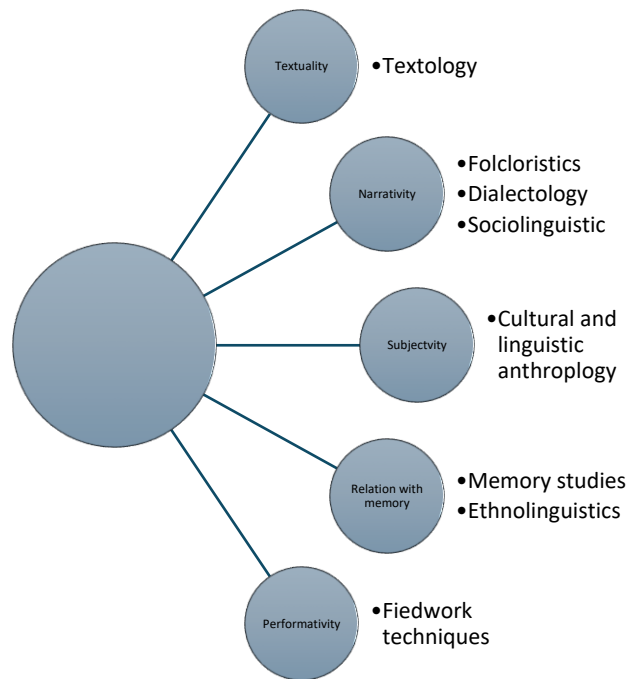 Textuality
•Textology
Narrativity
•Folcloristics
•Dialectology
•Sociolinguistic
Subjectvity
•Cultural and
linguistic
anthroplogy
Relation with
memory
•Memory studies
•Ethnolinguistics
Performativity
•Fiedwork
techniques